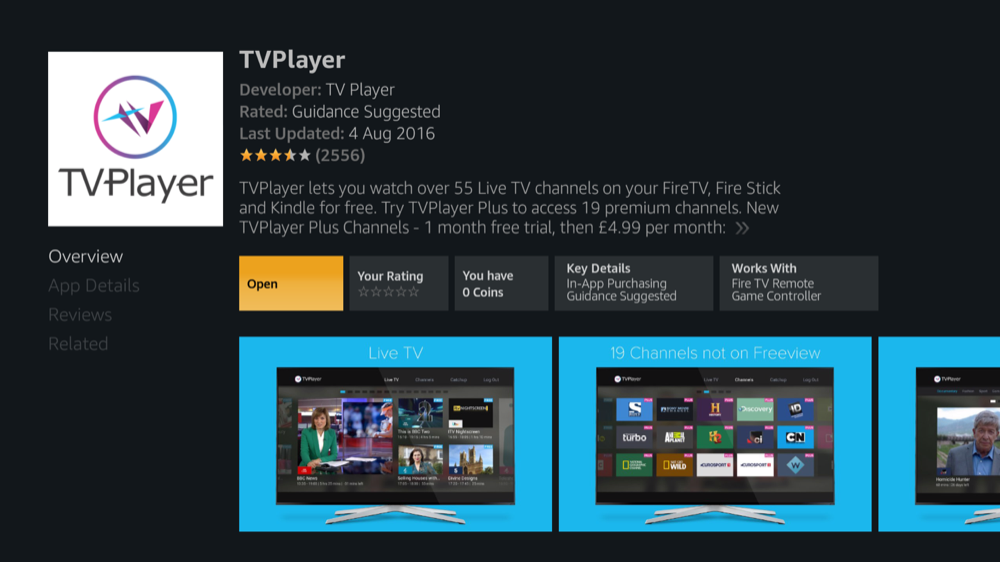 TVPlayer
Developer: TV Player
Rated: Guidance Suggested
Last Updated: 4 Aug 2016
(2556)
TVPlayer
TVPlayer lets you watch over 55 Live TV channels on your FireTV, Fire Stick
and Kindle for free. Try TVPlayer Plus to access 19 premium channels. New
TVPlayer Plus Channels - 1 month free trial, then £4.99 per month:
Overview
App Details
Reviews
Related
Open
Your Rating
You have
0 Coins
Key Details
In-App Purchasing
Guidance Suggested
Works With
Fire TV Remote
Game Controller
Live TV
TVPlayer
Live TV Channels Catchup Log Out
This is BBC Two
ITV Nightscreen
BBC News
Selling Houses with...
19 Channels not on Freeview
TVPlayer
Live TV Channels Catchup Log Out
H
Discovery
iD
turbo
sci
CN
WILD
EUROSPORT
EUROSPORT
W
TVPlayer
Homicide Hunter